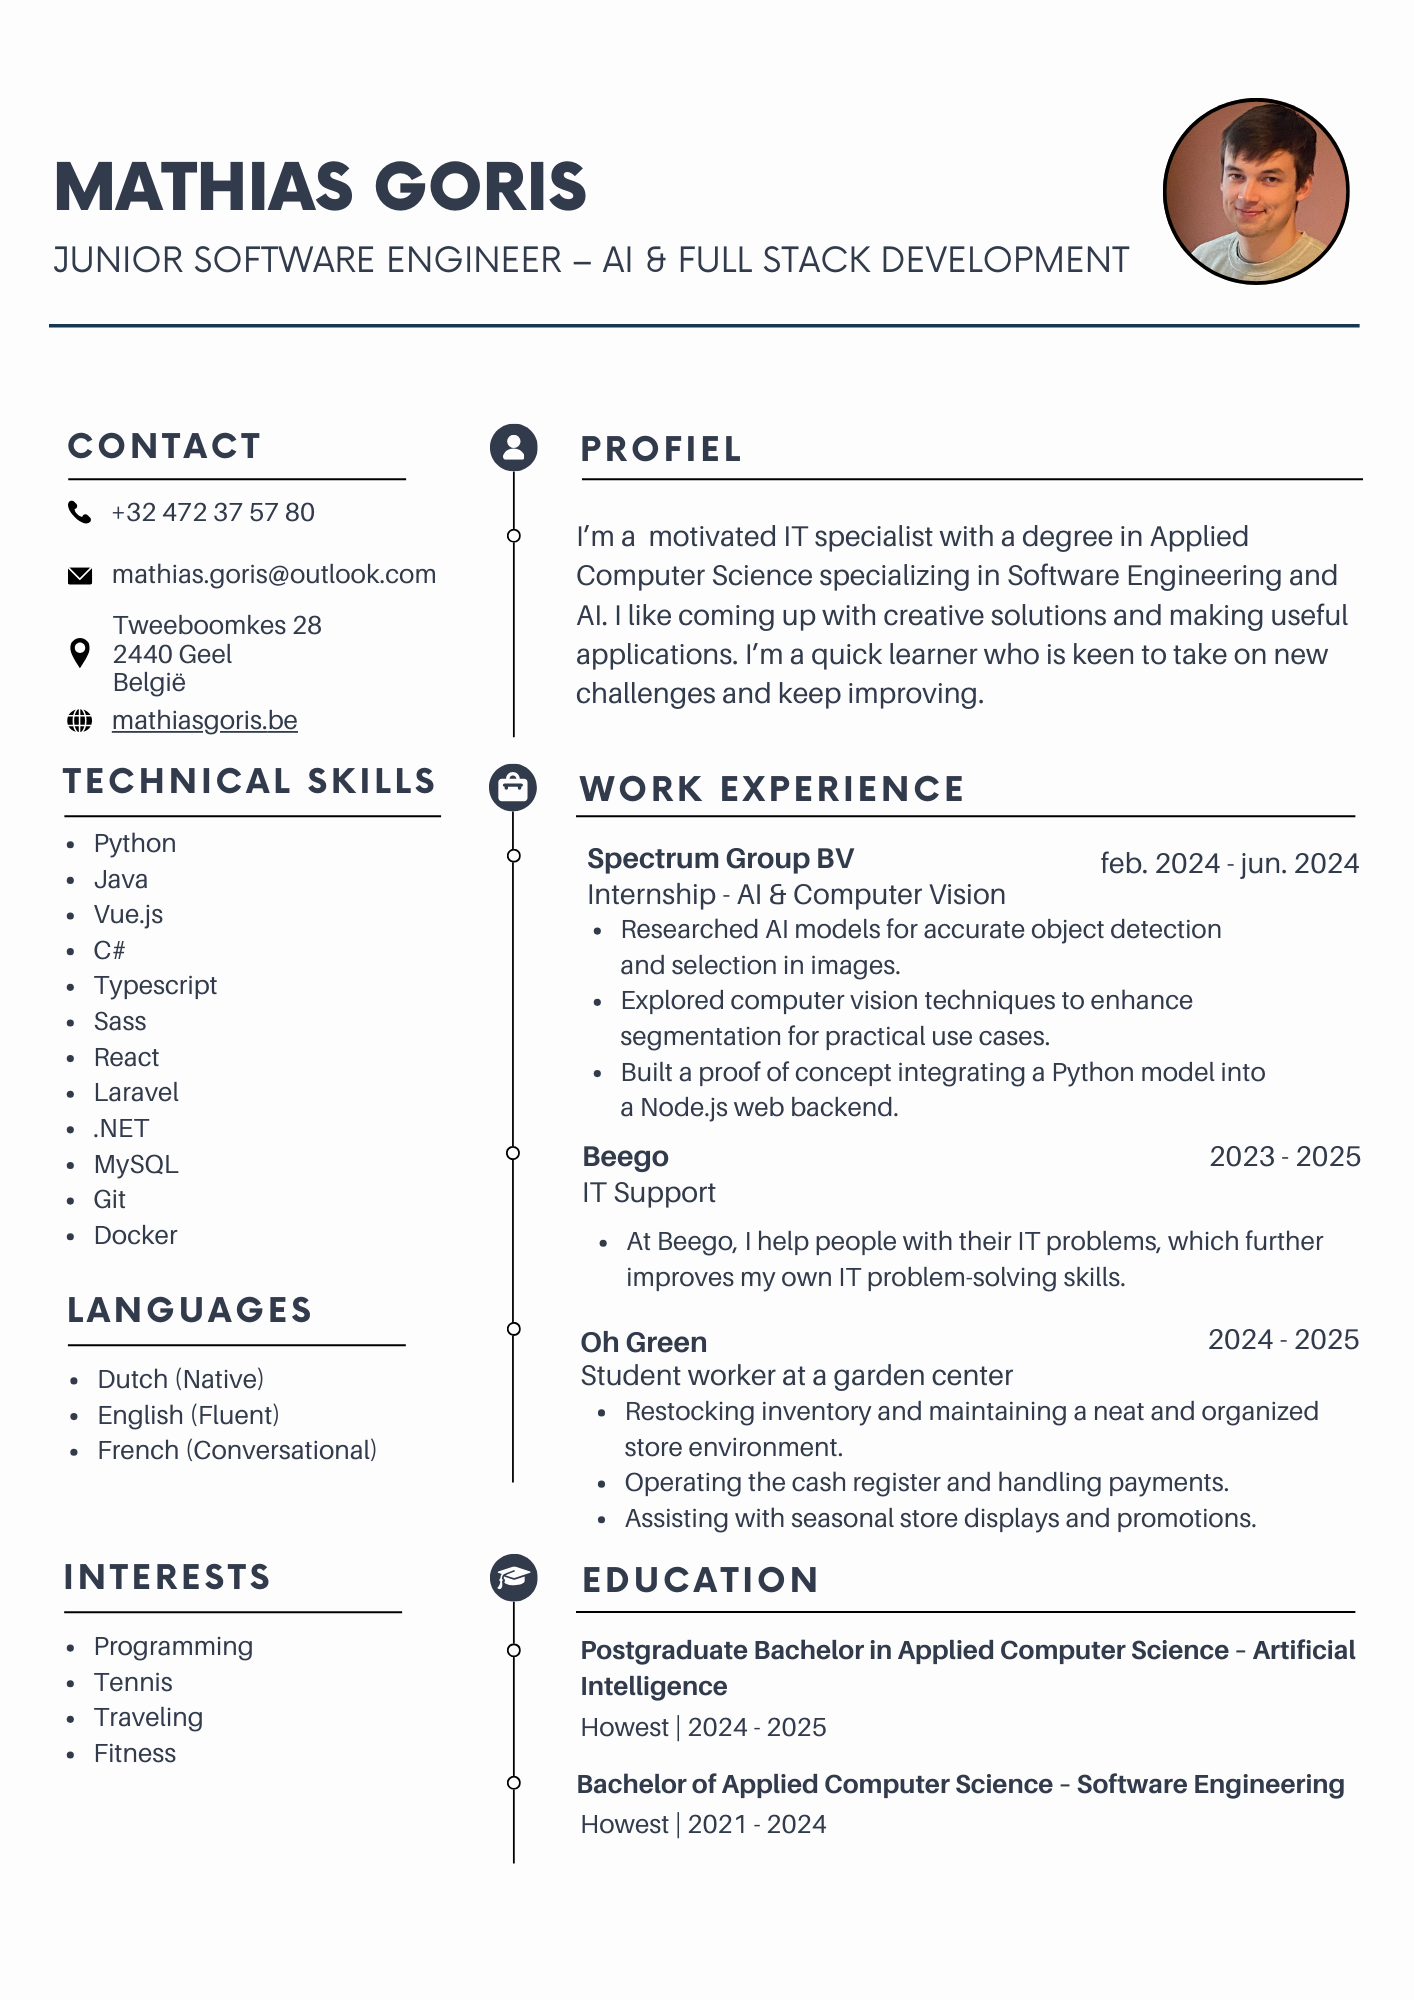 MATHIAS GORIS
JUNIOR SOFTWARE ENGINEER – AI & FULL STACK DEVELOPMENT
CONTACT
+32 472 37 57 80
mathias.goris@outlook.com
Tweeboomkes 28
2440 Geel
België
mathiasgoris.be
TECHNICAL SKILLS
• Python
• Java
• Vue.js
• C#
• Typescript
• Sass
• React
• Laravel
• .NET
• MySQL
• Git
• Docker
LANGUAGES
• Dutch (Native)
• English (Fluent)
• French (Conversational)
INTERESTS
• Programming
• Tennis
• Traveling
• Fitness
PROFIEL
I’m a  motivated IT specialist with a degree in Applied
Computer Science specializing in Software Engineering and
AI. I like coming up with creative solutions and making useful
applications. I’m a quick learner who is keen to take on new
challenges and keep improving.
WORK EXPERIENCE
Spectrum Group BV feb. 2024 - jun. 2024
Internship - AI & Computer Vision
• Researched AI models for accurate object detection
and selection in images.
• Explored computer vision techniques to enhance
segmentation for practical use cases.
• Built a proof of concept integrating a Python model into
a Node.js web backend.
Beego 2023 - 2025
IT Support
• At Beego, I help people with their IT problems, which further
improves my own IT problem-solving skills.
Oh Green 2024 - 2025
Student worker at a garden center
• Restocking inventory and maintaining a neat and organized
store environment.
• Operating the cash register and handling payments.
• Assisting with seasonal store displays and promotions.
EDUCATION
Postgraduate Bachelor in Applied Computer Science – Artificial
Intelligence
Howest | 2024 - 2025
Bachelor of Applied Computer Science – Software Engineering
Howest | 2021 - 2024